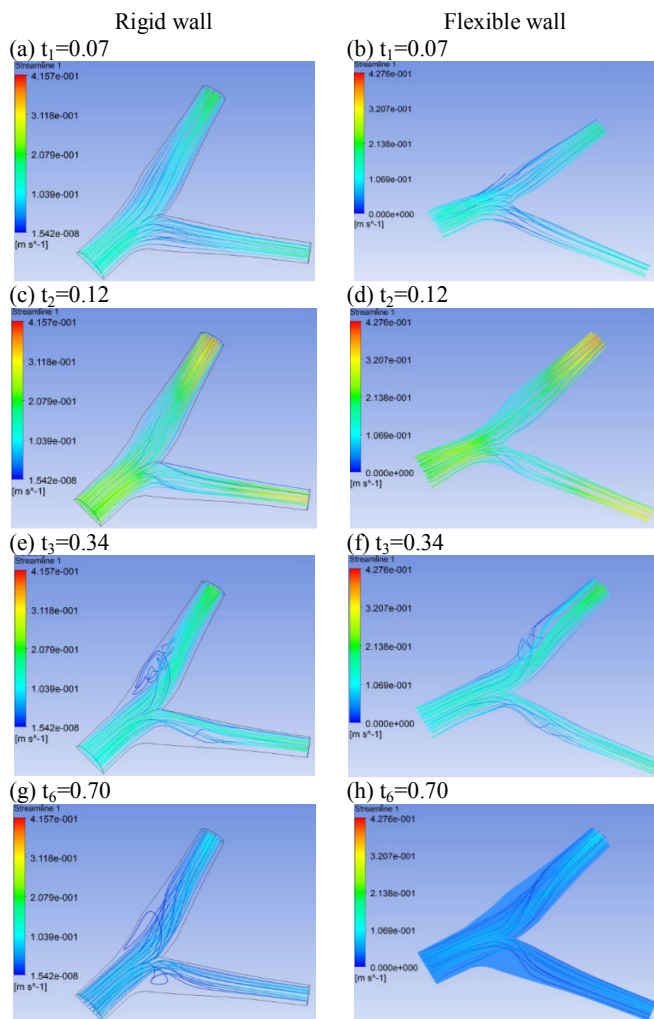 Rigid wall
Flexible wall
(a) t1=0.07
(b) t1=0.07
Streamline 1
4.157e-001
3.118e-001
2.079e-001
1.039e-001
1.542e-008
[m s^-1]
Streamline 1
4.276e-001
3.207e-001
2.138e-001
1.069e-001
0.000e+000
[m s^-1]
(c) t2=0.12
(d) t2=0.12
Streamline 1
4.157e-001
3.118e-001
2.079e-001
1.039e-001
1.542e-008
[m s^-1]
Streamline 1
4.276e-001
3.207e-001
2.138e-001
1.069e-001
0.000e+000
[m s^-1]
(e) t3=0.34
(f) t3=0.34
Streamline 1
4.157e-001
3.118e-001
2.079e-001
1.039e-001
1.542e-008
[m s^-1]
Streamline 1
4.276e-001
3.207e-001
2.138e-001
1.069e-001
0.000e+000
[m s^-1]
(g) t6=0.70
(h) t6=0.70
Streamline 1
4.157e-001
3.118e-001
2.079e-001
1.039e-001
1.542e-008
[m s^-1]
Streamline 1
4.276e-001
3.207e-001
2.138e-001
1.069e-001
0.000e+000
[m s^-1]